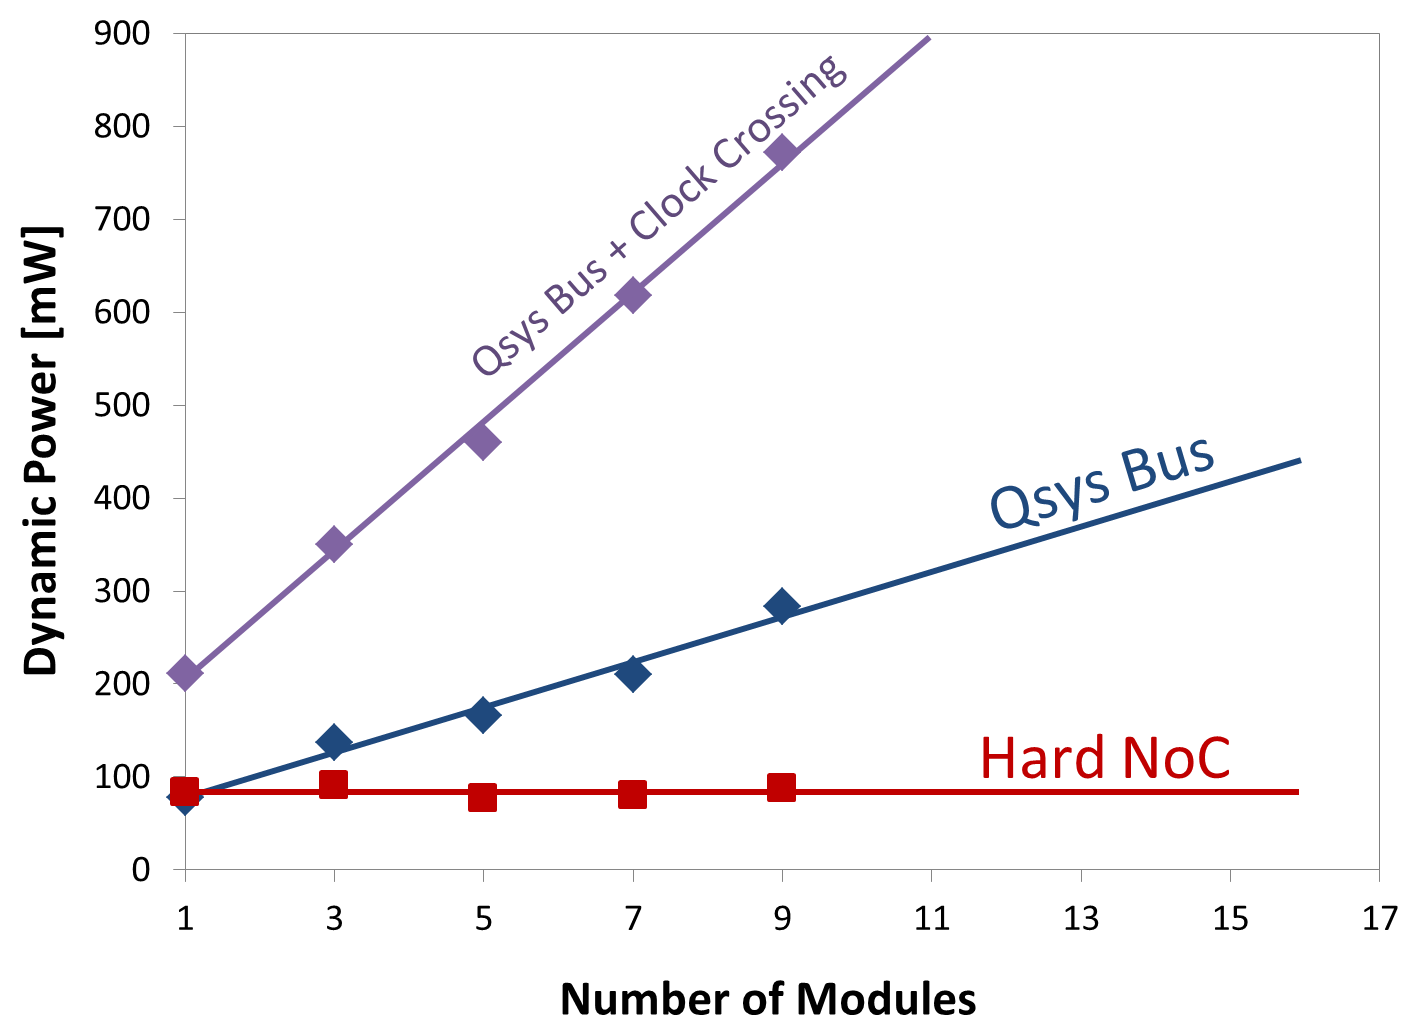 900
800
700
600
500
400
300
200
100
0
Dynamic Power [mW]
Qsys Bus + Clock Crossing
Qsys Bus
Hard NoC
1 3 5 7 9 11 13 15 17
Number of Modules